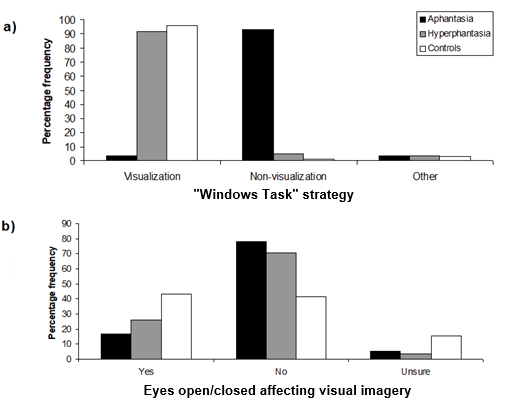 a)
Aphantasia
Hyperphantasia
Controls
Percentage frequency
100
90
80
70
60
50
40
30
20
10
0
Visualization Non-visualization Other
"Windows Task" strategy
b)
Percentage frequency
90
80
70
60
50
40
30
20
10
0
Yes No Unsure
Eyes open/closed affecting visual imagery